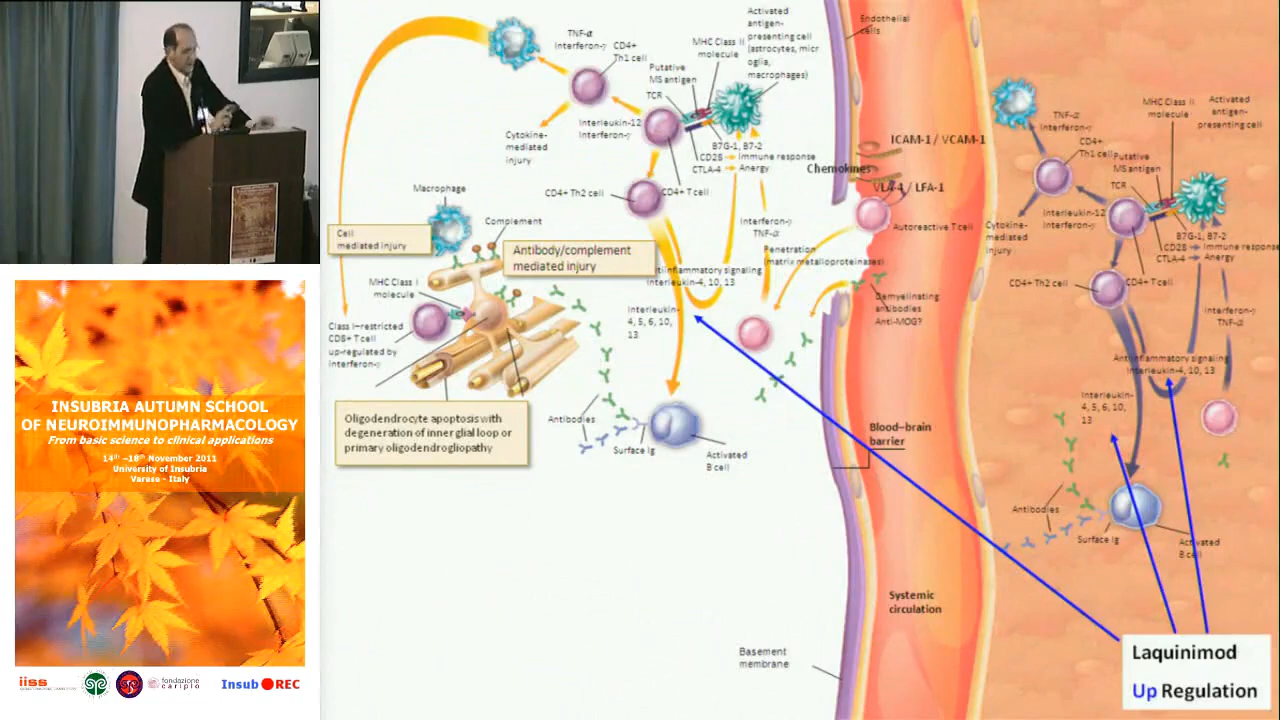 INSUBRIA AUTUMN SCHOOL
OF NEUROIMMUNOPHARMACOLOGY
From basic science to clinical applications
14th –18th November 2011
University of Insubria
Varese - Italy
iiss
fondazione
cariplo
Insub REC
TNF-α
Interferon-γ
CD4+
Th1 cell
MHC Class II
molecule
Activated
antigen-
presenting cell
(astrocytes, micr
oglia,
macrophages)
Putative
MS antigen
TCR
Cytokine-
mediated
injury
Interleukin-12
Interferon-γ
B7G-1, B7-2
CD28 Immune response
CTLA-4 Anergy
CD4+ Th2 cell
CD4+ T cell
Macrophage
Complement
Cell
mediated injury
Antibody/complement
mediated injury
Interferon-γ
TNF-α
Penetration
(matrix metalloproteinases)
MHC Class I
molecule
Class I–restricted
CD8+ T cell
up-regulated by
interferon-γ
tiinflammatory signaling
Interleukin-4, 10, 13
Interleukin-
4, 5, 6, 10,
13
Oligodendrocyte apoptosis with
degeneration of inner glial loop or
primary oligodendrogliopathy
Antibodies
Surface Ig
Activated
B cell
Endothelial
cells
ICAM-1 / VCAM-1
Chemokines
VLA-4 / LFA-1
Autoreactive T cell
Demyelinating
antibodies
Anti-MOG?
Blood–brain
barrier
Systemic
circulation
Basement
membrane
TNF-α
Interferon-γ
MHC Class II
molecule
Activated
antigen-
presenting cell
CD4+
Th1 cell
Putative
MS antigen
TCR
Cytokine-
mediated
injury
Interleukin-12
Interferon-γ
B7G-1, B7-2
CD28 Immune response
CTLA-4 Anergy
CD4+ Th2 cell
CD4+ T cell
Interferon-γ
TNF-α
Antiinflammatory signaling
Interleukin-4, 10, 13
Interleukin-
4, 5, 6, 10,
13
Antibodies
Surface Ig
Activated
B cell
Laquinimod
Up Regulation